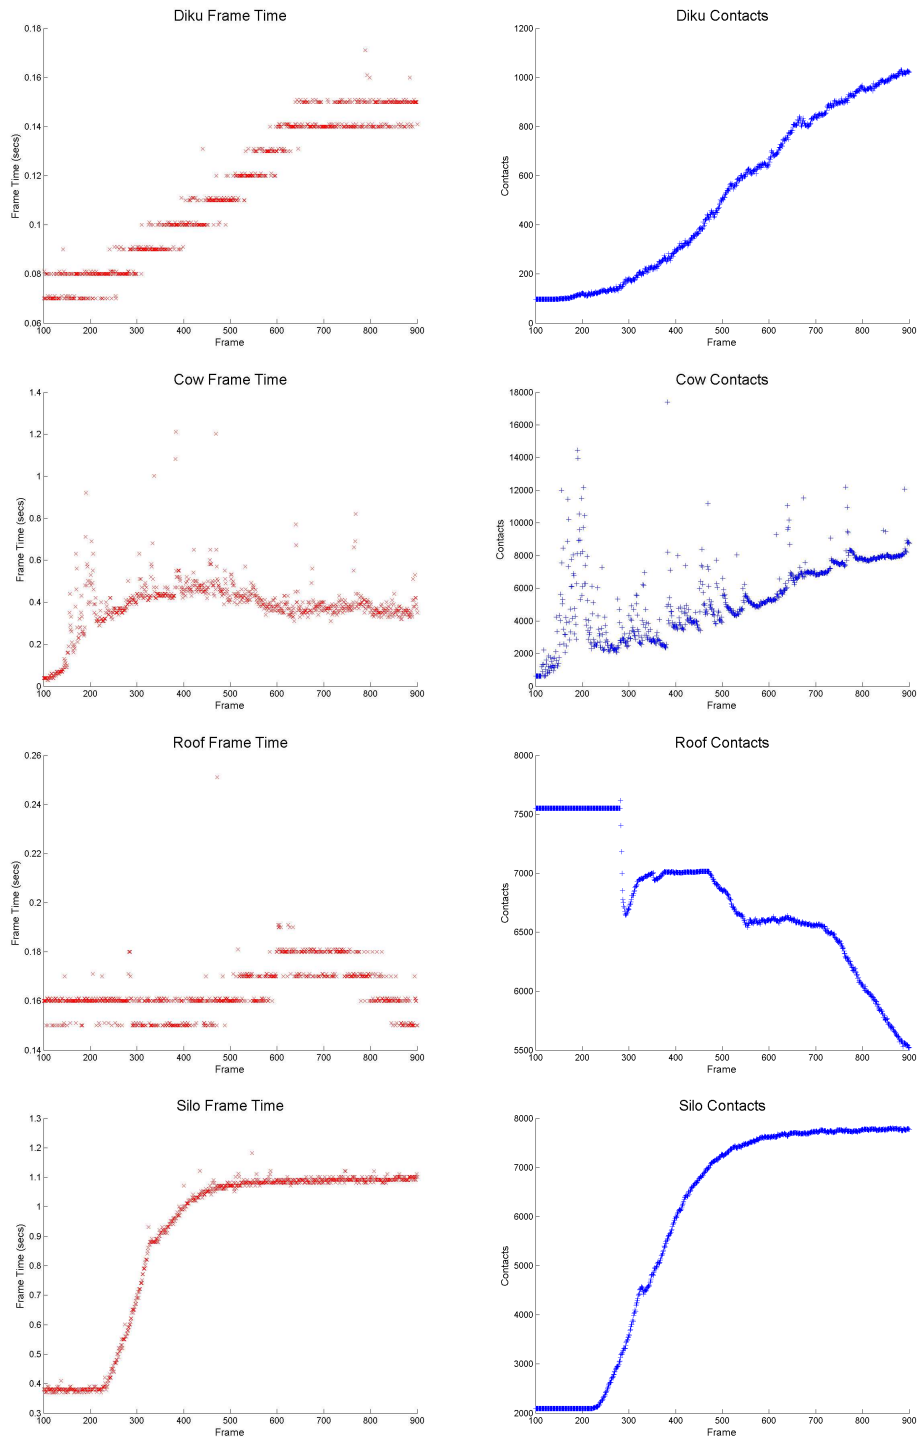 Diku Frame Time
Diku Contacts
0.18
0.16
0.14
0.12
0.1
0.08
0.06
Frame Time (secs)
100 200 300 400 500 600 700 800 900
Frame
1200
1000
800
600
400
200
0
Contacts
100 200 300 400 500 600 700 800 900
Frame
Cow Frame Time
Cow Contacts
1.4
1.2
1
0.8
0.6
0.4
0.2
0
Frame Time (secs)
100 200 300 400 500 600 700 800 900
Frame
18000
16000
14000
12000
10000
8000
6000
4000
2000
0
Contacts
100 200 300 400 500 600 700 800 900
Frame
Roof Frame Time
Roof Contacts
0.26
0.24
0.22
0.2
0.18
0.16
0.14
Frame Time (secs)
100 200 300 400 500 600 700 800 900
Frame
8000
7500
7000
6500
6000
5500
Contacts
100 200 300 400 500 600 700 800 900
Frame
Silo Frame Time
Silo Contacts
1.3
1.2
1.1
1
0.9
0.8
0.7
0.6
0.5
0.4
0.3
Frame Time (secs)
100 200 300 400 500 600 700 800 900
Frame
8000
7000
6000
5000
4000
3000
2000
Contacts
100 200 300 400 500 600 700 800 900
Frame